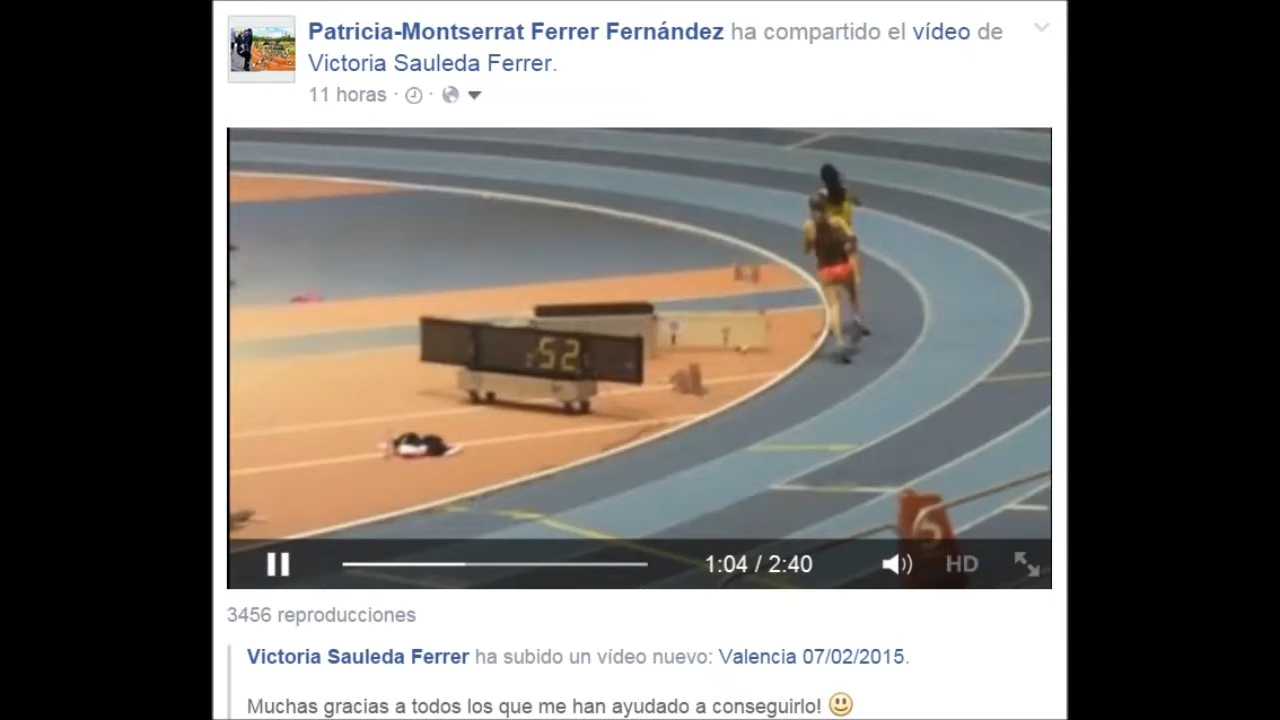 Patricia-Montserrat Ferrer Fernández ha compartido el vídeo de
Victoria Sauleda Ferrer.
11 horas
:52
6
1:04 / 2:40
HD
3456 reproducciones
Victoria Sauleda Ferrer ha subido un vídeo nuevo: Valencia 07/02/2015.
Muchas gracias a todos los que me han ayudado a conseguirlo!